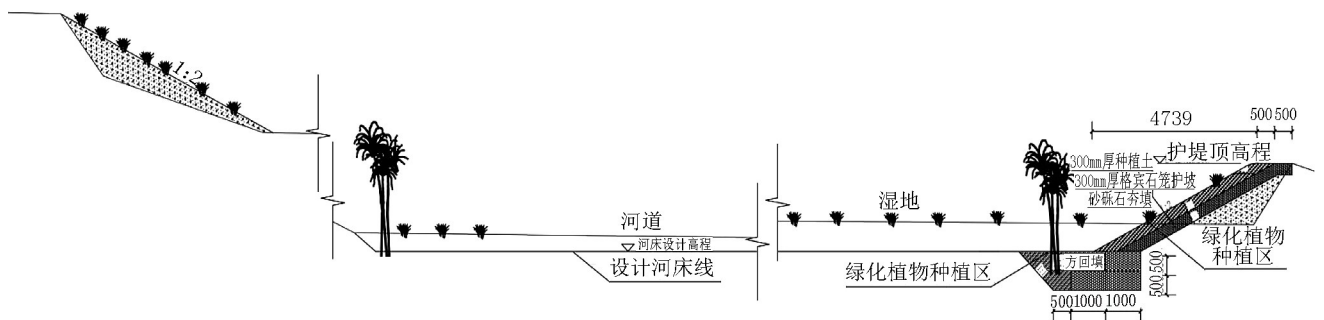 1:2
4739
500
500
300mm厚种植土
护堤顶高程
300mm厚格宾石笼护坡
砂砾石夯填
湿地
河道
河床设计高程
设计河床线
绿化植物种植区
方回填
绿化植物
种植区
500
500
500
1000
1000